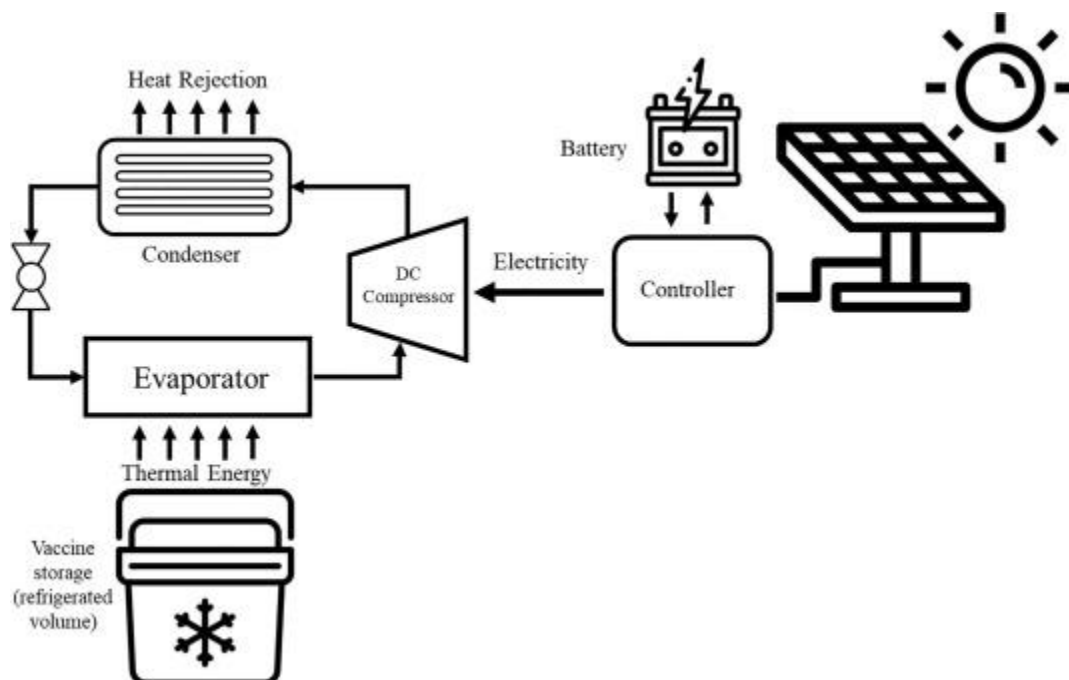 Heat Rejection
Battery
Condenser
Electricity
DC
Compressor
Controller
Evaporator
Thermal Energy
Vaccine
storage
(refrigerated
volume)